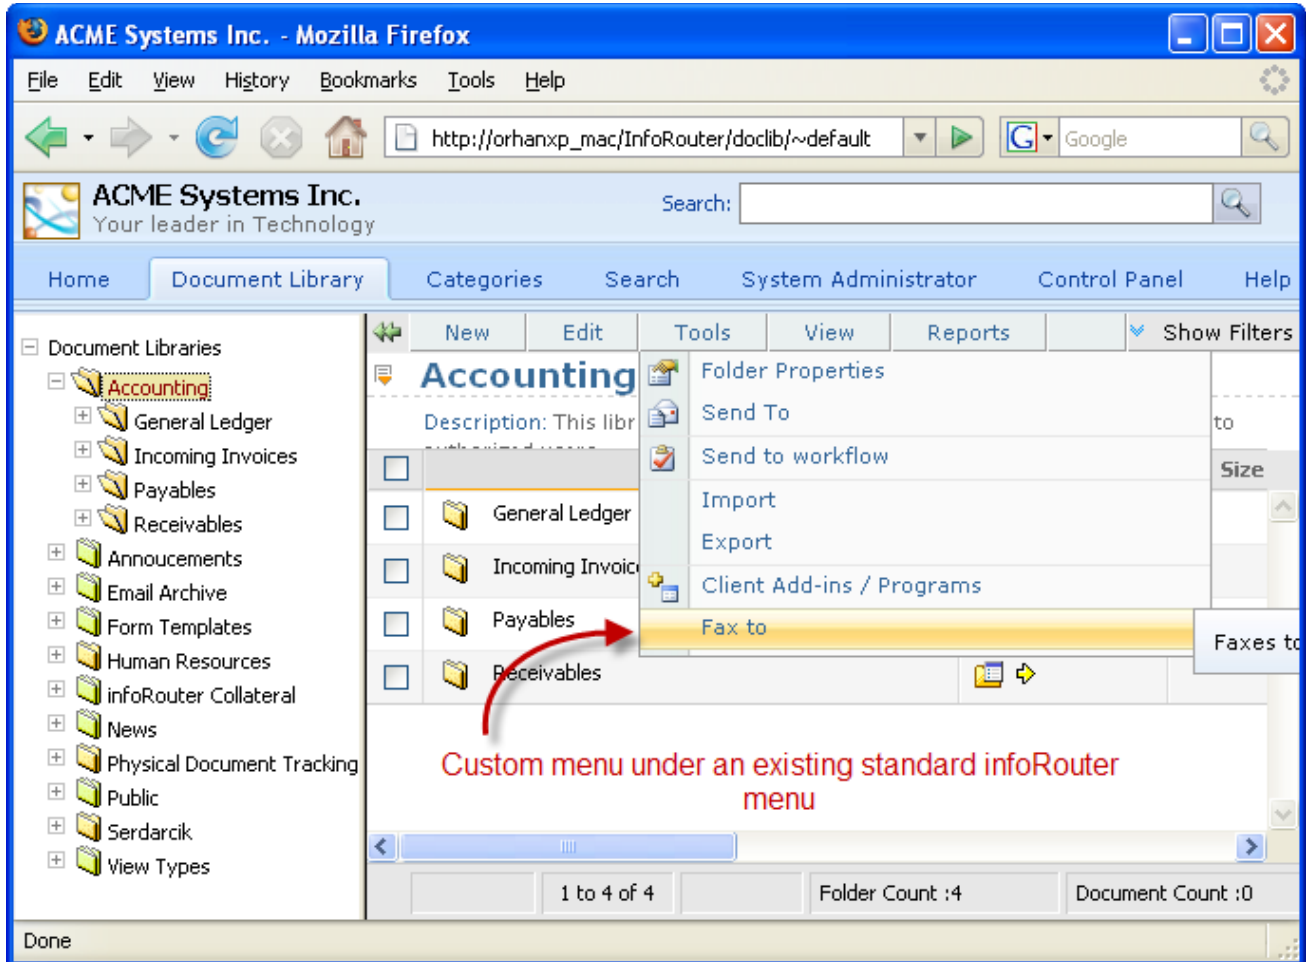 ACME Systems Inc. - Mozilla Firefox
File Edit View History Bookmarks Tools Help
http://orhanxp_mac/InfoRouter/doclib/~default G Google
ACME Systems Inc.
Your leader in Technology
Search:
Home Document Library Categories Search System Administrator Control Panel Help
Document Libraries
Accounting
General Ledger
Incoming Invoices
Payables
Receivables
Annoucements
Email Archive
Form Templates
Human Resources
infoRouter Collateral
News
Physical Document Tracking
Public
Serdarcik
View Types
New Edit Tools View Reports Show Filters
Accounting
Description: This libr to
Size
General Ledger
Incoming Invoic
Payables
Receivables
Folder Properties
Send To
Send to workflow
Import
Export
Client Add-ins / Programs
Fax to
Faxes to
Custom menu under an existing standard infoRouter
menu
1 to 4 of 4 Folder Count :4 Document Count :0
Done